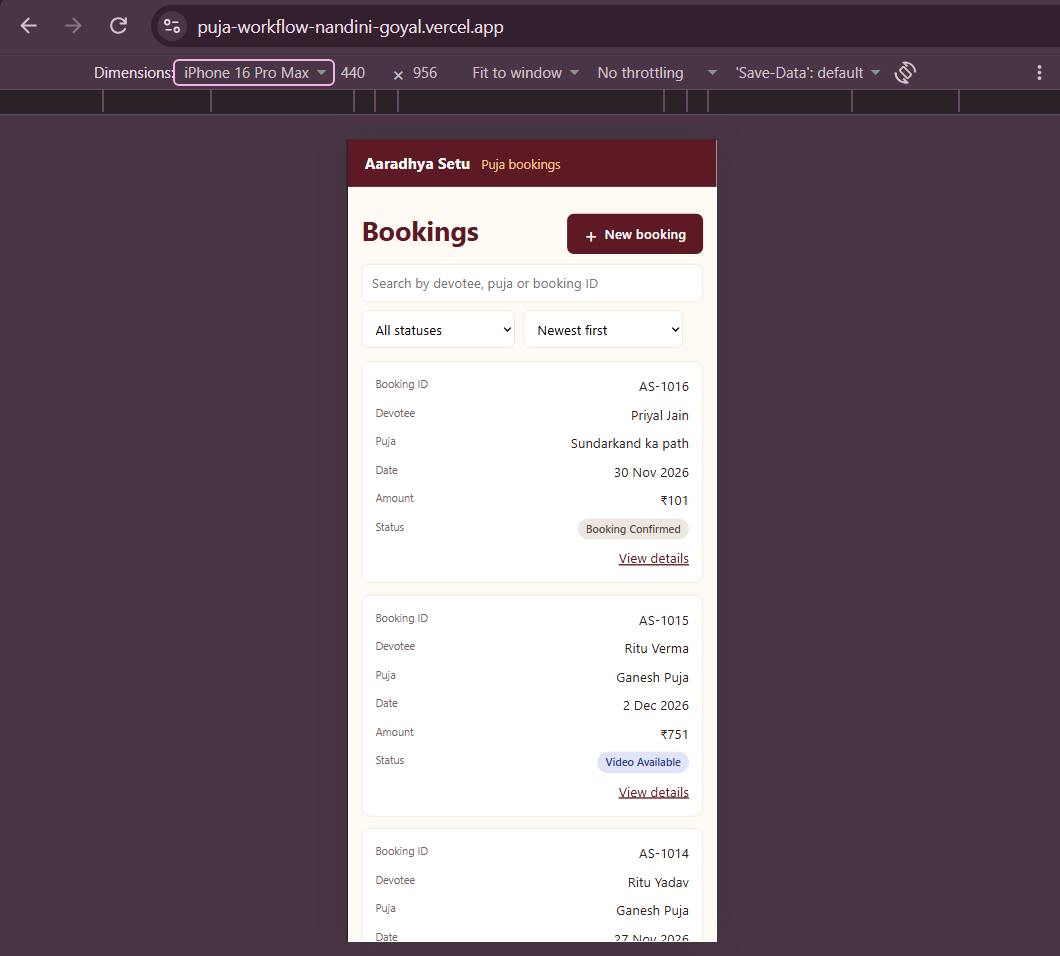 puja-workflow-nandini-goyal.vercel.app
Dimensions: iPhone 16 Pro Max 440 × 956 Fit to window No throttling 'Save-Data': default
Aaradhya Setu Puja bookings
Bookings + New booking
Search by devotee, puja or booking ID
All statuses Newest first
Booking ID AS-1016
Devotee Priyal Jain
Puja Sundarkand ka path
Date 30 Nov 2026
Amount ₹101
Status Booking Confirmed
View details
Booking ID AS-1015
Devotee Ritu Verma
Puja Ganesh Puja
Date 2 Dec 2026
Amount ₹751
Status Video Available
View details
Booking ID AS-1014
Devotee Ritu Yadav
Puja Ganesh Puja
Date 27 Nov 2026